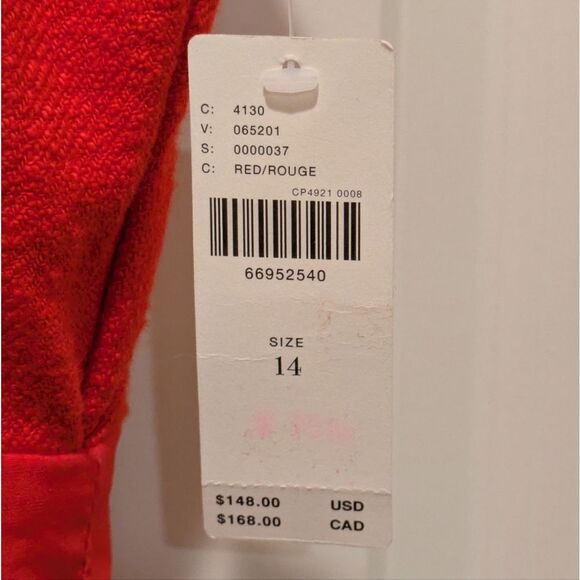 C: 4130
V: 065201
S: 0000037
C: RED/ROUGE
CP4921 0008
66952540
SIZE
14
$148.00 USD
$168.00 CAD